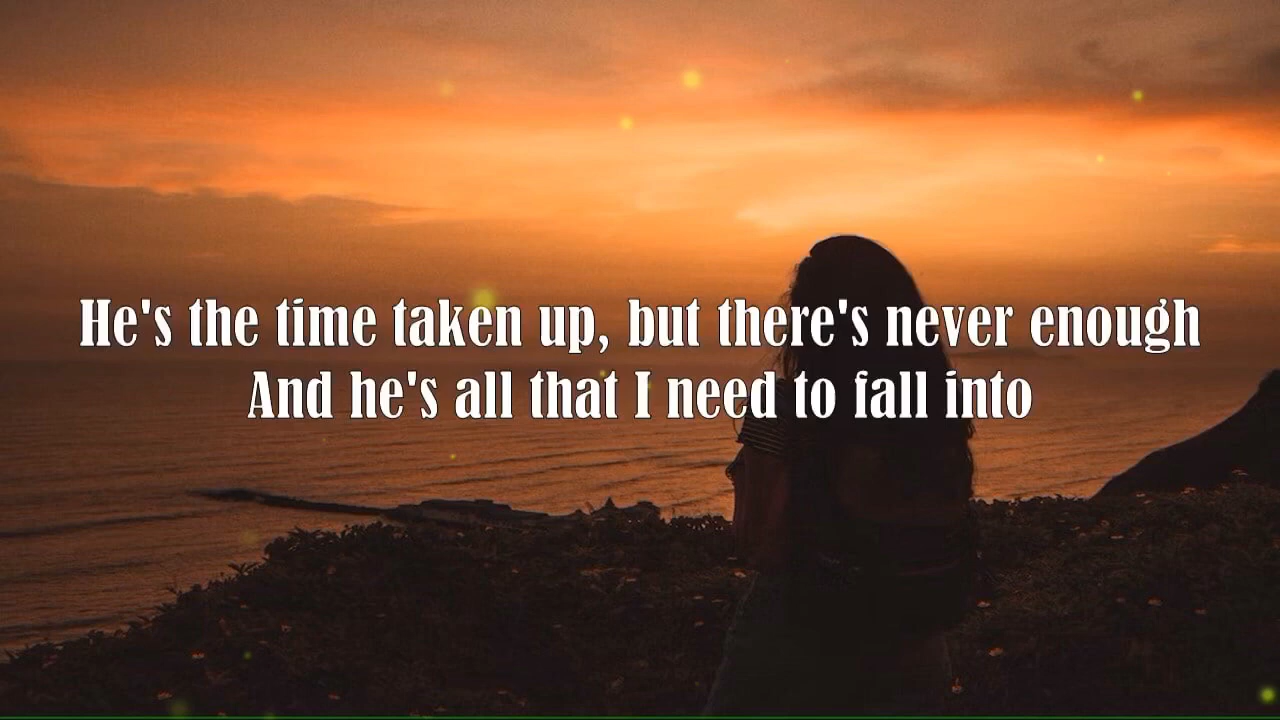 He's the time taken up, but there's never enough
And he's all that I need to fall into